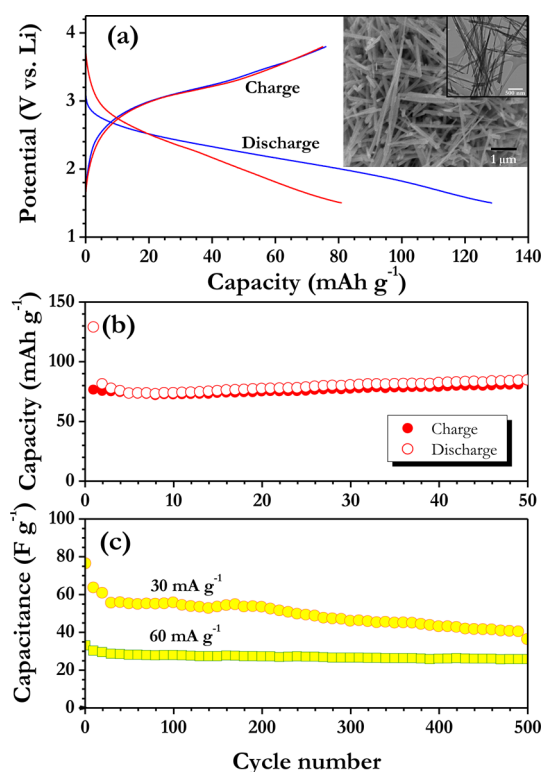 (a)
Potential (V vs. Li)
4
3
2
1
Charge
Discharge
500 nm
1 μm
0 20 40 60 80 100 120 140
Capacity (mAh g⁻¹)
(b)
Capacity (mAh g⁻¹)
150
100
50
0
Charge
Discharge
0 10 20 30 40 50
(c)
Capacitance (F g⁻¹)
100
80
60
40
20
0
30 mA g⁻¹
60 mA g⁻¹
0 100 200 300 400 500
Cycle number